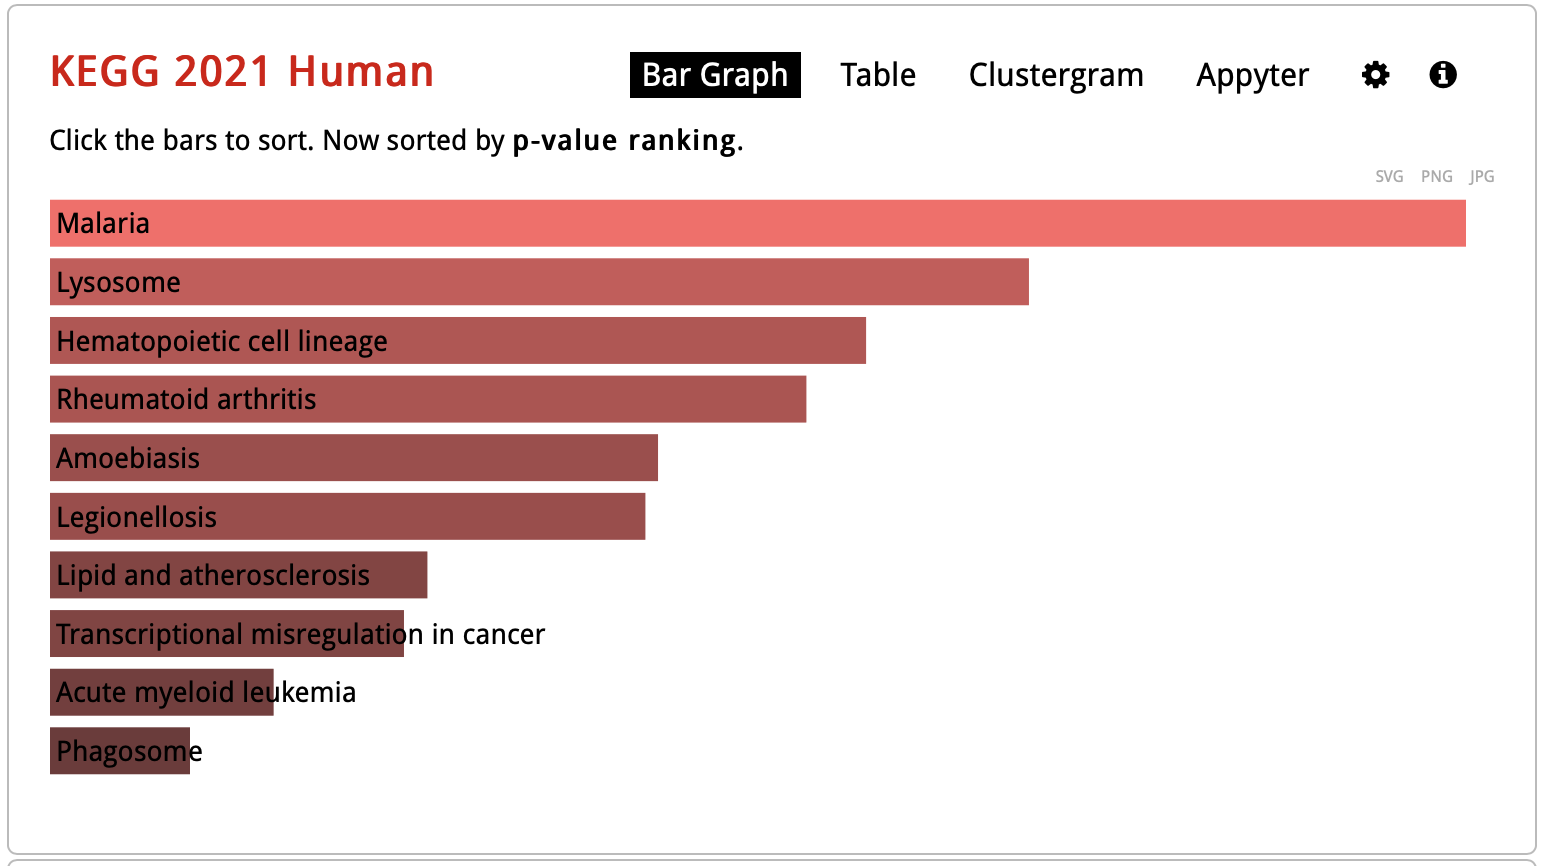 KEGG 2021 Human
Bar Graph Table Clustergram Appyter
Click the bars to sort. Now sorted by p-value ranking.
SVG PNG JPG
Malaria
Lysosome
Hematopoietic cell lineage
Rheumatoid arthritis
Amoebiasis
Legionellosis
Lipid and atherosclerosis
Transcriptional misregulation in cancer
Acute myeloid leukemia
Phagosome